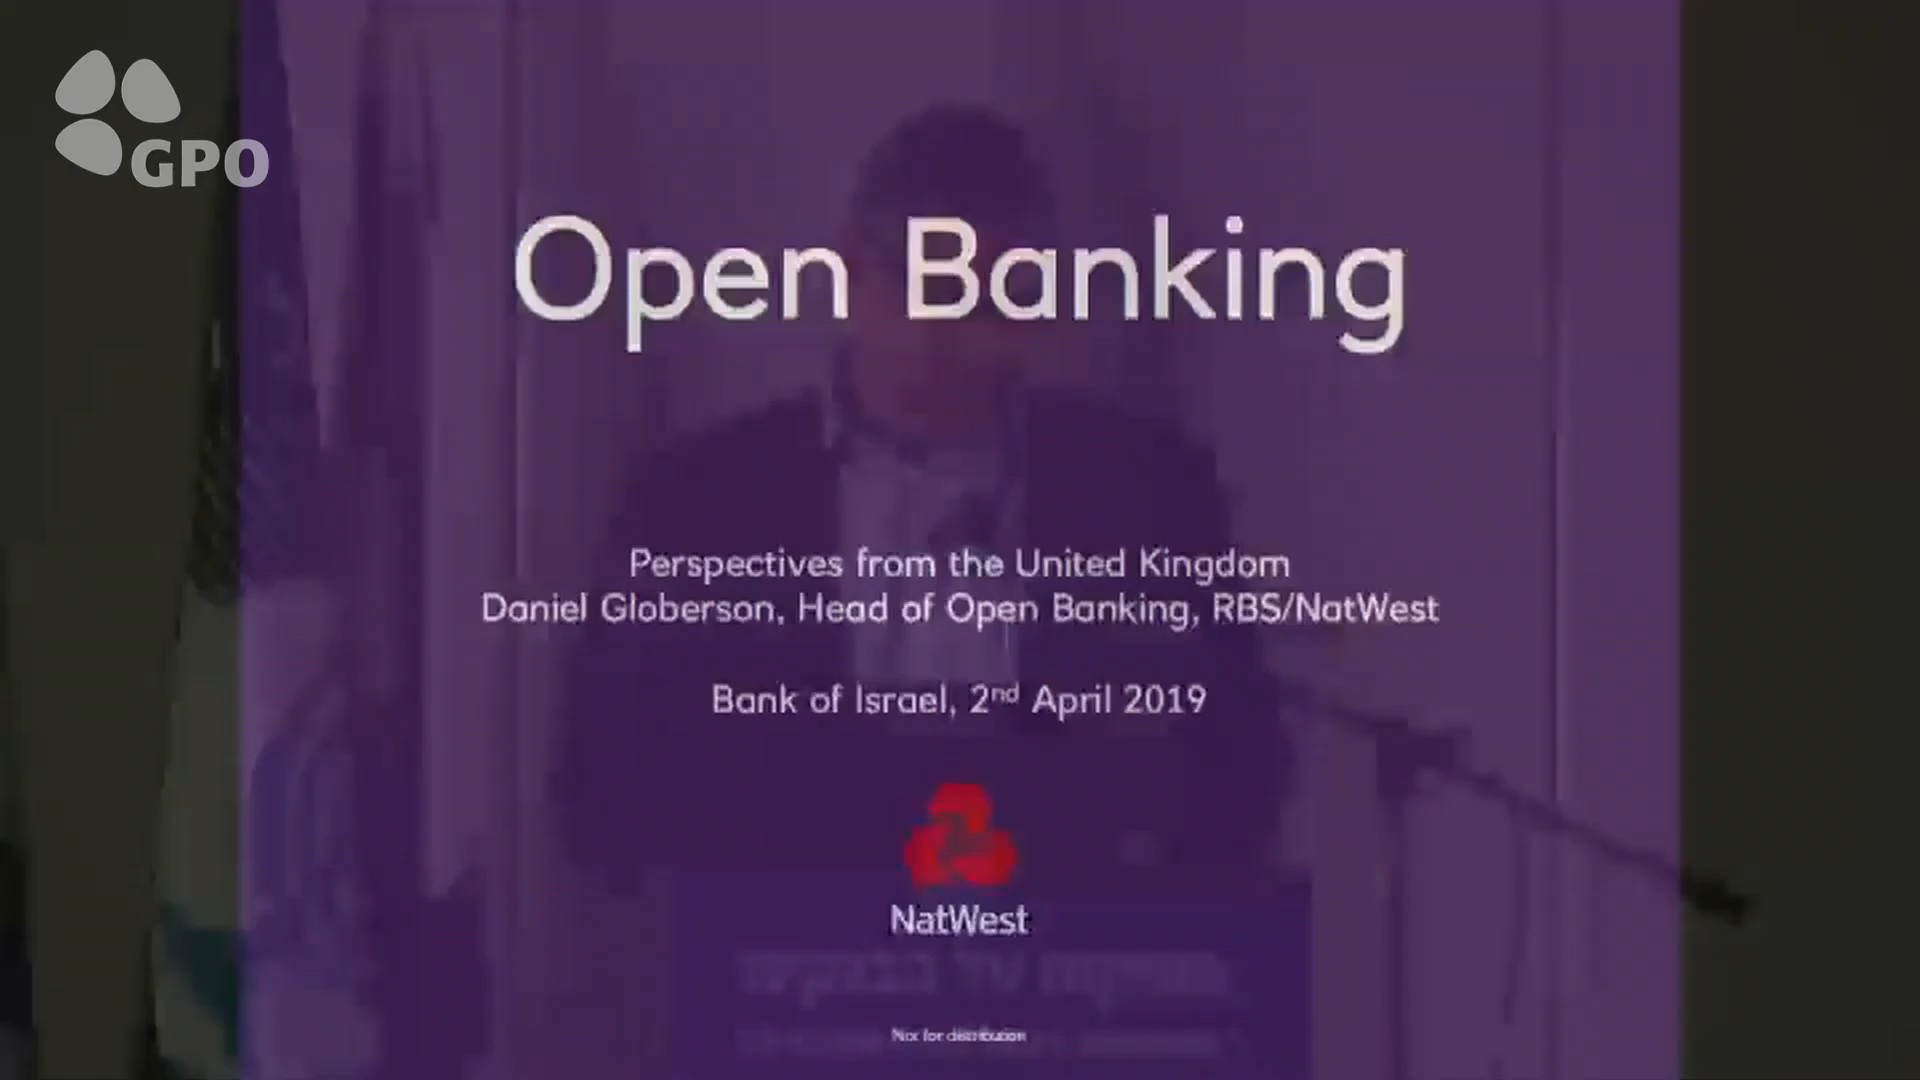 GPO
Open Banking
Perspectives from the United Kingdom
Daniel Globerson, Head of Open Banking, RBS/NatWest
Bank of Israel, 2nd April 2019
NatWest
Not for distribution